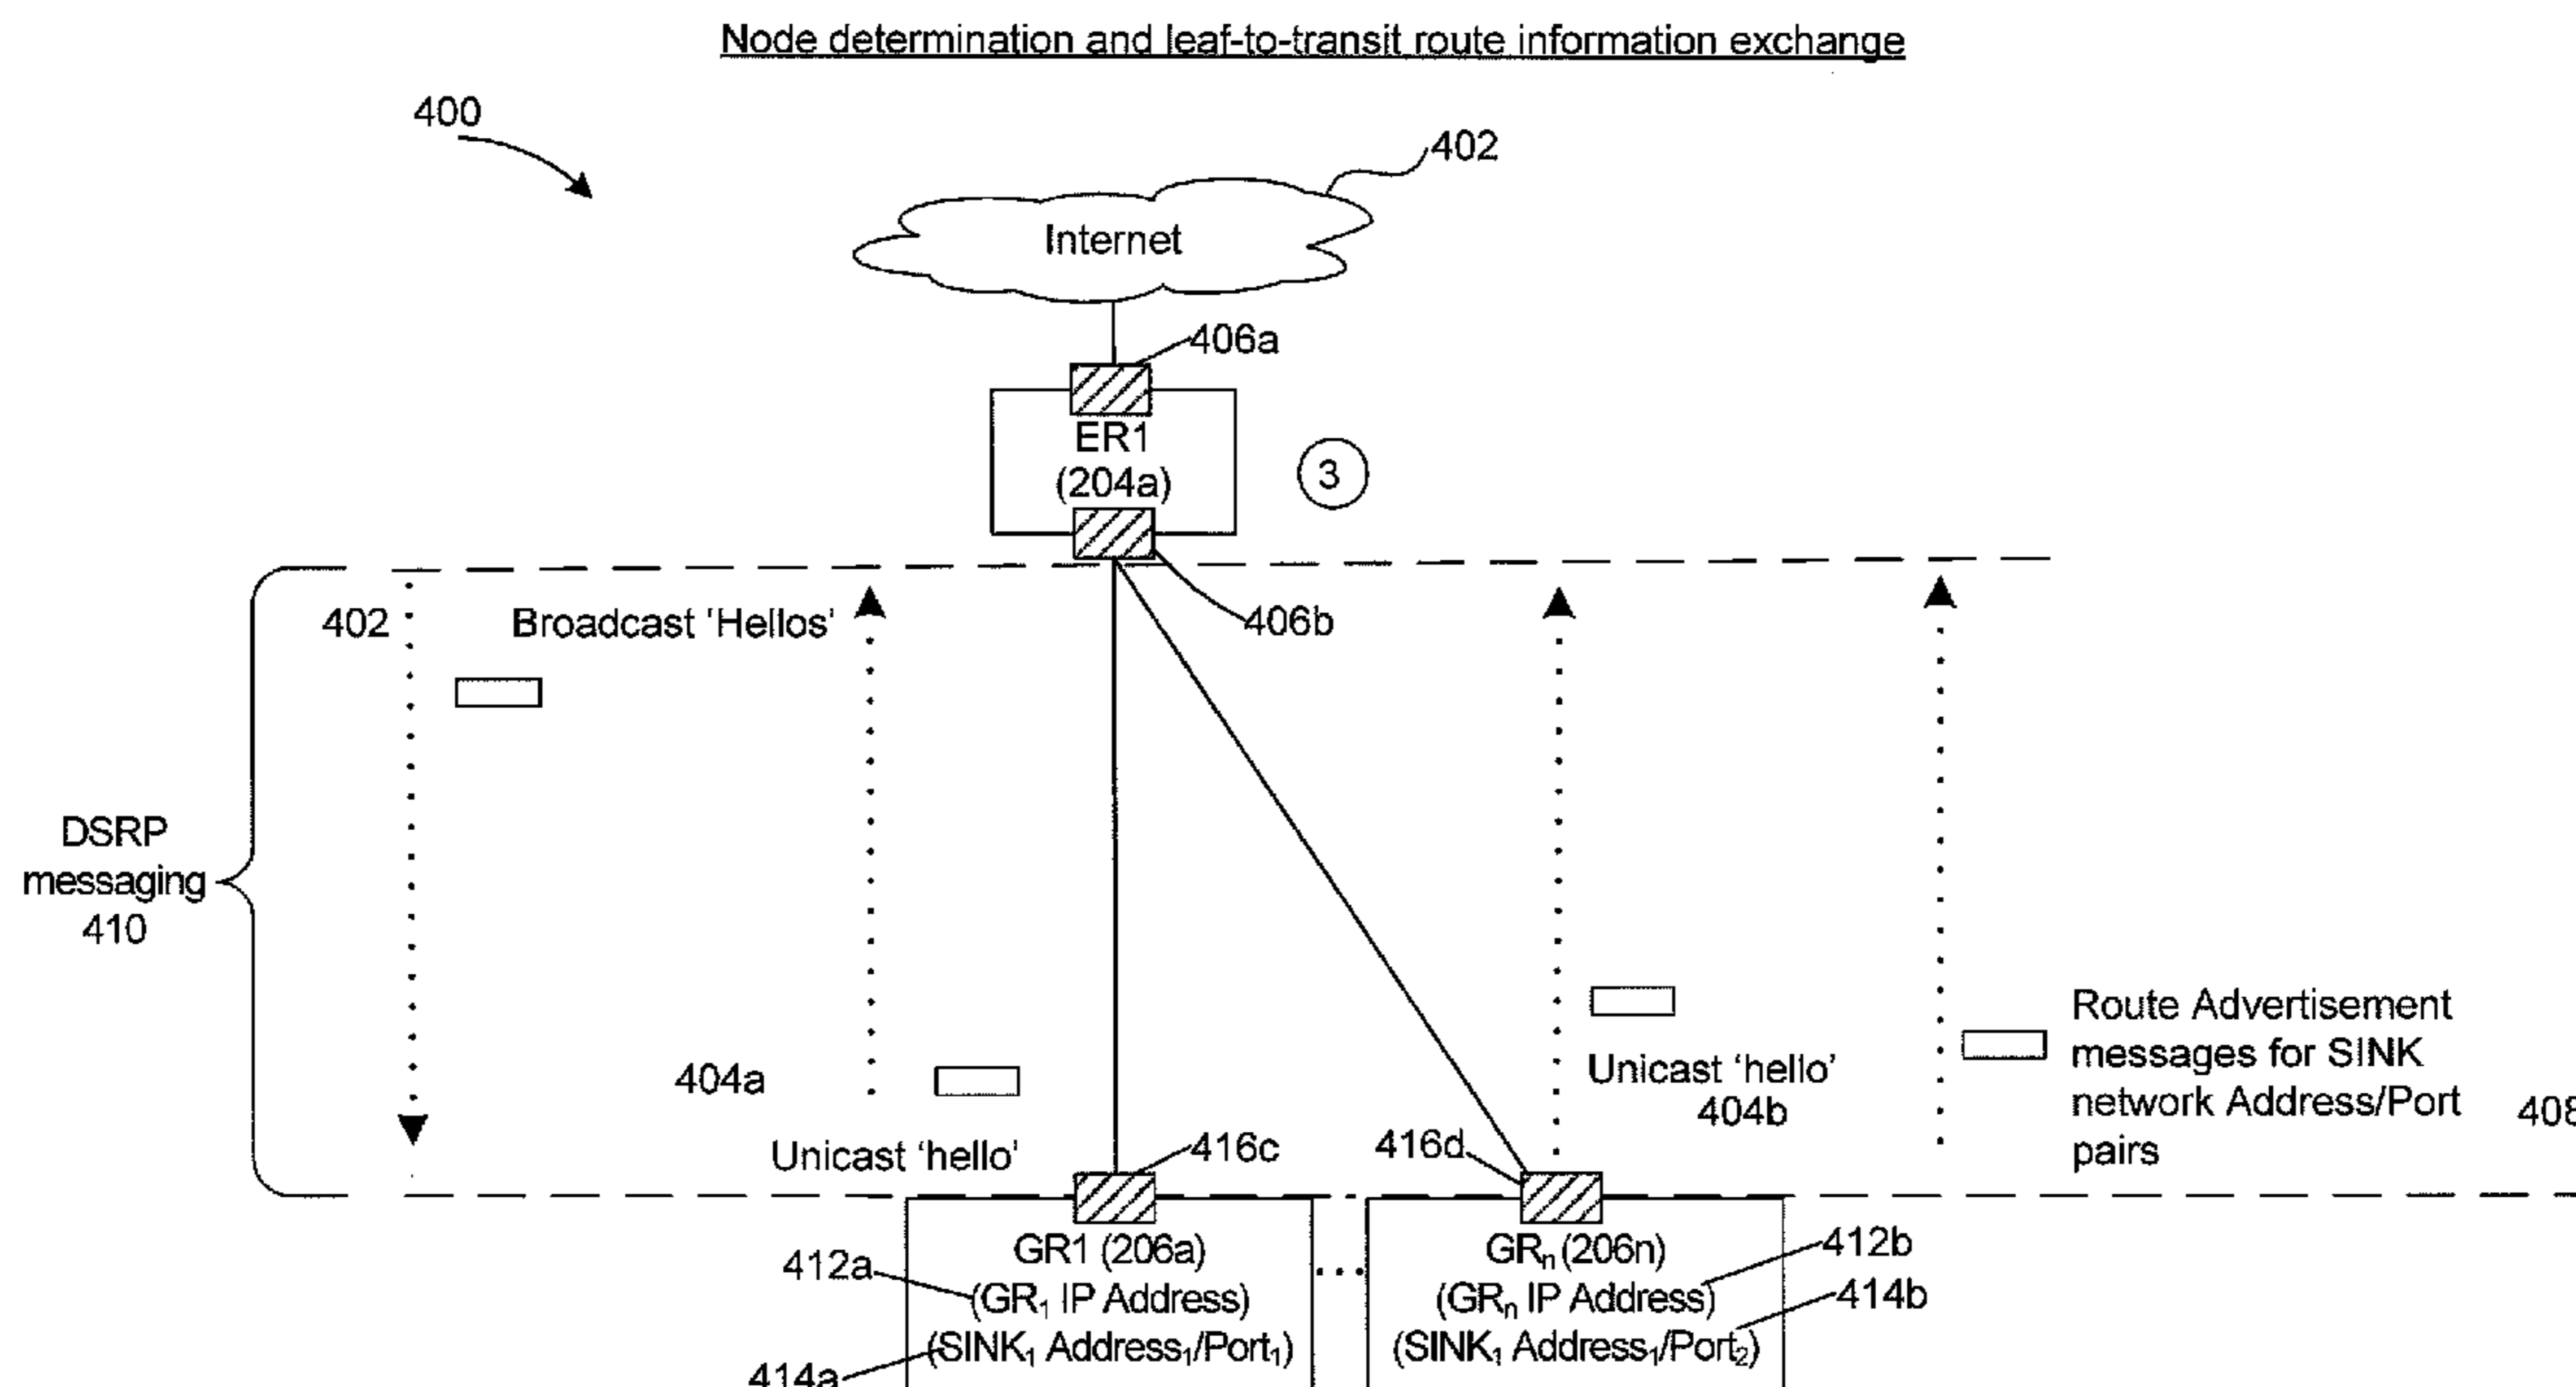 Node determination and leaf-to-transit route information exchange
400
402
Internet
406a
ER1
(204a)
3
402
Broadcast 'Hellos'
406b
DSRP
messaging
410
404a
Unicast 'hello'
416c
416d
Unicast 'hello'
404b
Route Advertisement
messages for SINK
network Address/Port
pairs
408
GR1 (206a)
(GR₁ IP Address)
(SINK₁ Address₁/Port₁)
412a
414a
GRₙ (206n)
(GRₙ IP Address)
(SINK₁ Address₁/Port₂)
412b
414b